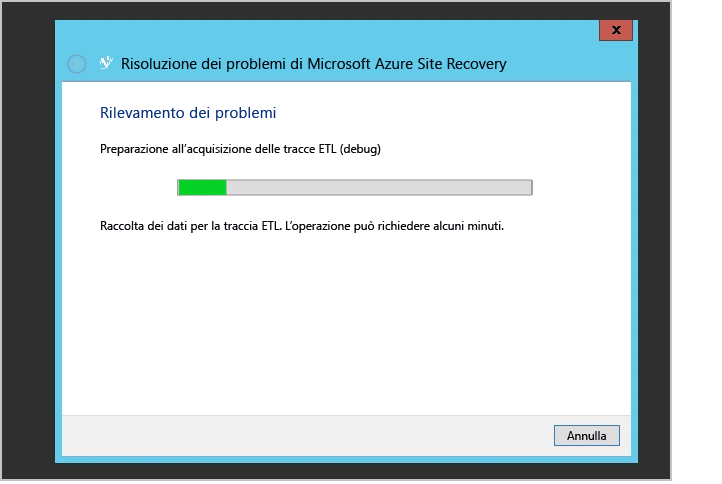 x
Risoluzione dei problemi di Microsoft Azure Site Recovery
Rilevamento dei problemi
Preparazione all'acquisizione delle tracce ETL (debug)
Raccolta dei dati per la traccia ETL. L'operazione può richiedere alcuni minuti.
Annulla